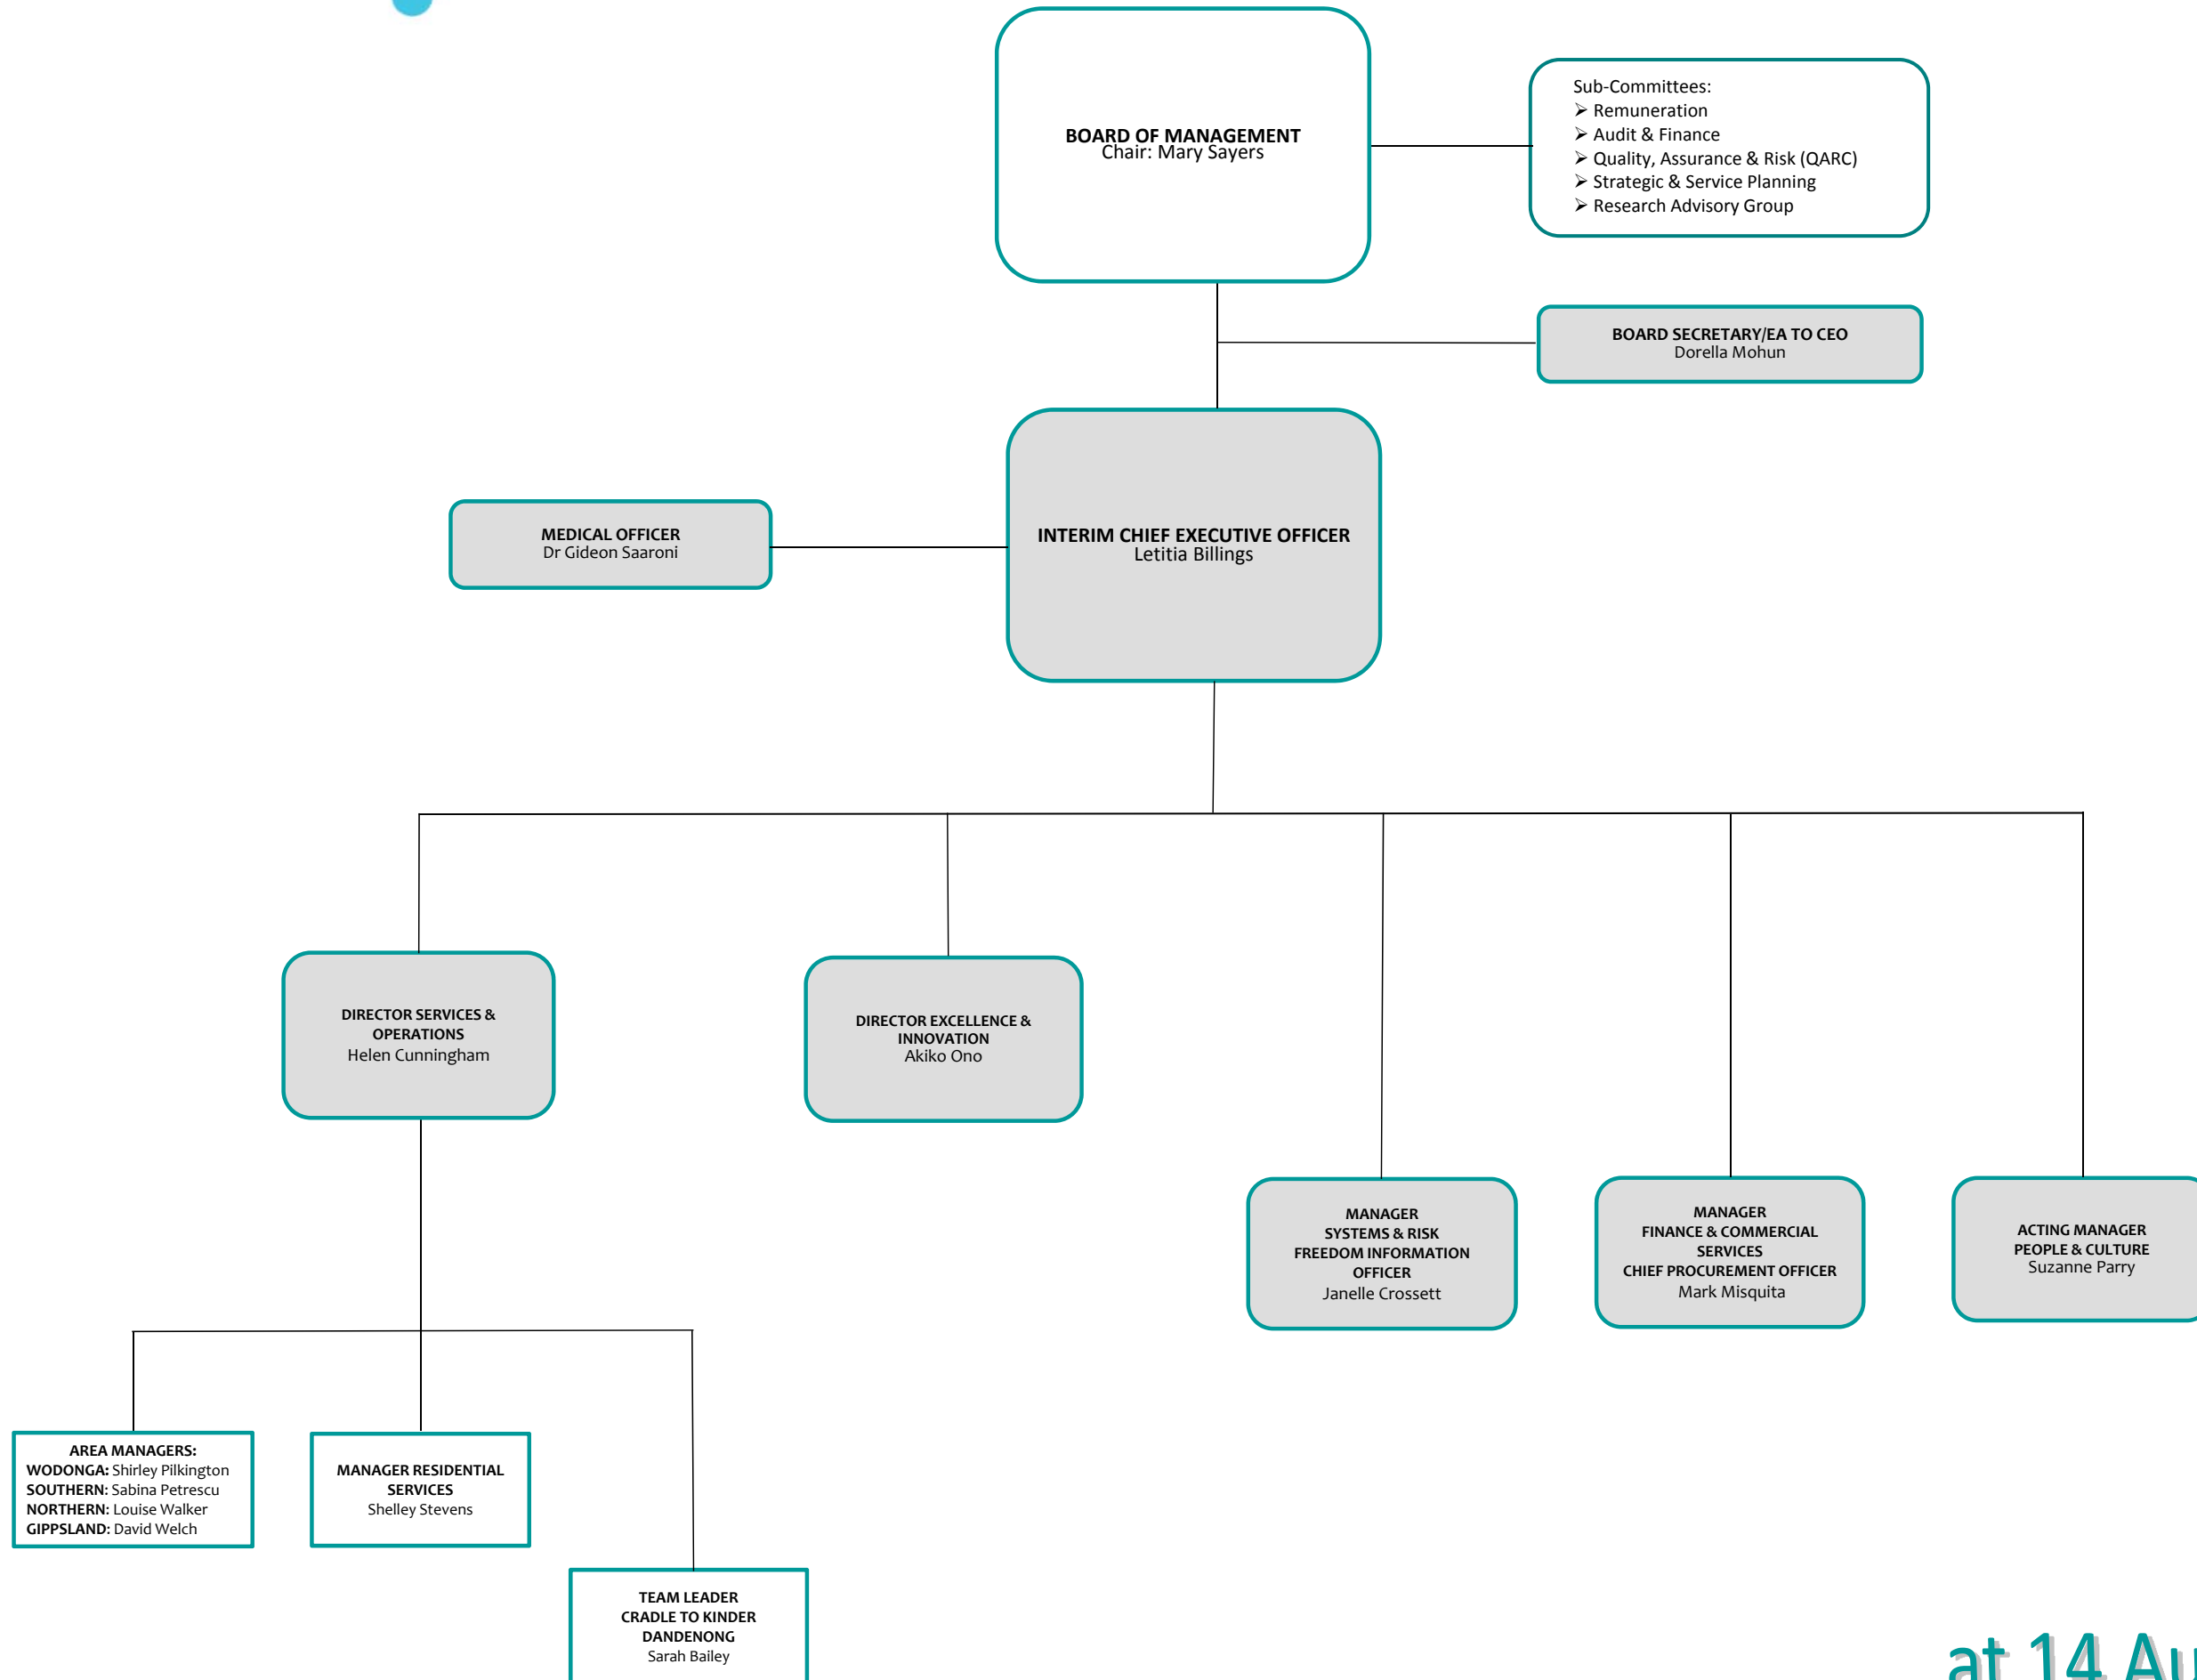 BOARD OF MANAGEMENT
Chair: Mary Sayers
Sub-Committees:
➢ Remuneration
➢ Audit & Finance
➢ Quality, Assurance & Risk (QARC)
➢ Strategic & Service Planning
➢ Research Advisory Group
BOARD SECRETARY/EA TO CEO
Dorella Mohun
MEDICAL OFFICER
Dr Gideon Saaroni
INTERIM CHIEF EXECUTIVE OFFICER
Letitia Billings
DIRECTOR SERVICES &
OPERATIONS
Helen Cunningham
DIRECTOR EXCELLENCE &
INNOVATION
Akiko Ono
MANAGER
SYSTEMS & RISK
FREEDOM INFORMATION
OFFICER
Janelle Crossett
MANAGER
FINANCE & COMMERCIAL
SERVICES
CHIEF PROCUREMENT OFFICER
Mark Misquita
ACTING MANAGER
PEOPLE & CULTURE
Suzanne Parry
AREA MANAGERS:
WODONGA: Shirley Pilkington
SOUTHERN: Sabina Petrescu
NORTHERN: Louise Walker
GIPPSLAND: David Welch
MANAGER RESIDENTIAL
SERVICES
Shelley Stevens
TEAM LEADER
CRADLE TO KINDER
DANDENONG
Sarah Bailey
at 14 Au